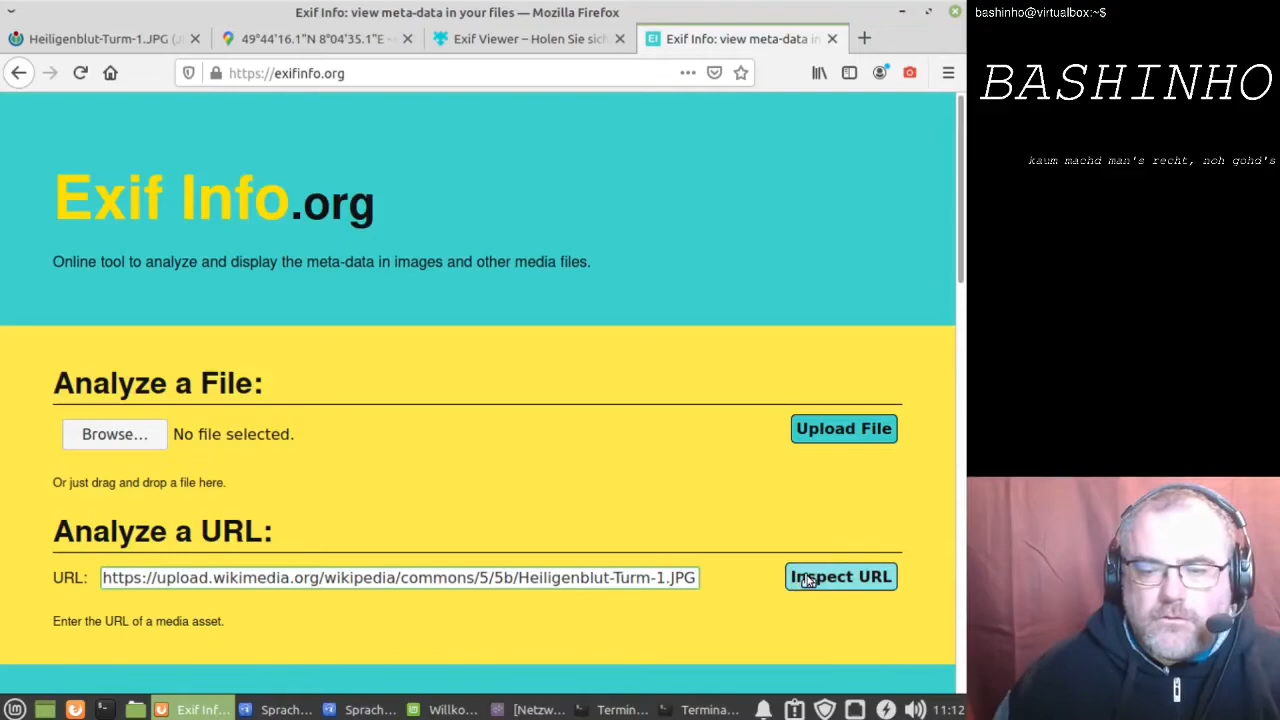 Exif Info: view meta-data in your files — Mozilla Firefox
bashinho@virtualbox:~$
Heiligenblut-Turm-1.JPG (J
49°44'16.1"N 8°04'35.1"E -
Exif Viewer – Holen Sie sich
EI
Exif Info: view meta-data in
https://exifinfo.org
BASHINHO
kaum machd man's recht, noh gohd's
Exif Info.org
Online tool to analyze and display the meta-data in images and other media files.
Analyze a File:
Browse…
No file selected.
Upload File
Or just drag and drop a file here.
Analyze a URL:
URL:
https://upload.wikimedia.org/wikipedia/commons/5/5b/Heiligenblut-Turm-1.JPG
Inspect URL
Enter the URL of a media asset.
Exif Inf...
Sprach...
Sprach...
Willko...
[Netzw...
Termin...
Termina...
11:12